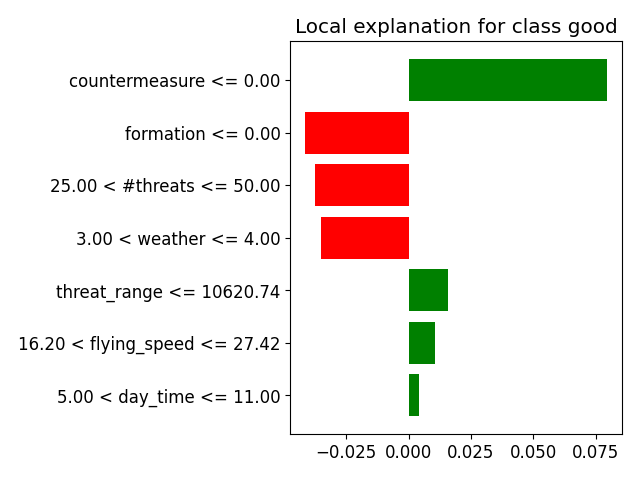 Local explanation for class good
countermeasure <= 0.00
formation <= 0.00
25.00 < #threats <= 50.00
3.00 < weather <= 4.00
threat_range <= 10620.74
16.20 < flying_speed <= 27.42
5.00 < day_time <= 11.00
−0.025 0.000 0.025 0.050 0.075